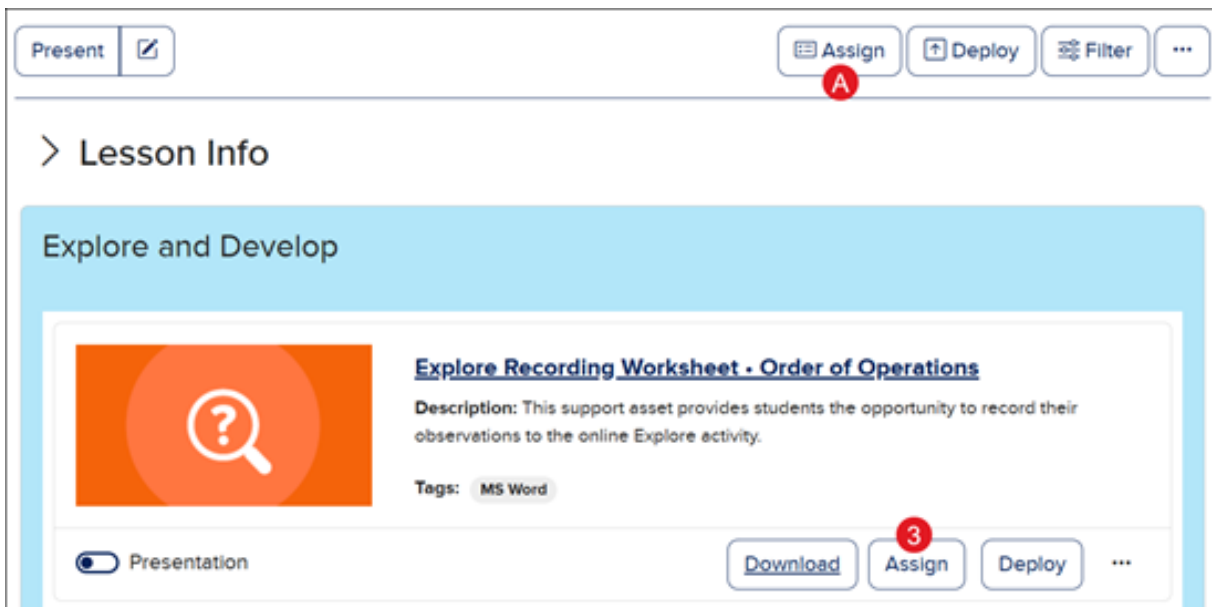 Present Assign Deploy Filter ...
A
Lesson Info
Explore and Develop
?
Explore Recording Worksheet • Order of Operations
Description: This support asset provides students the opportunity to record their
observations to the online Explore activity.
Tags: MS Word
3
Presentation Download Assign Deploy ...